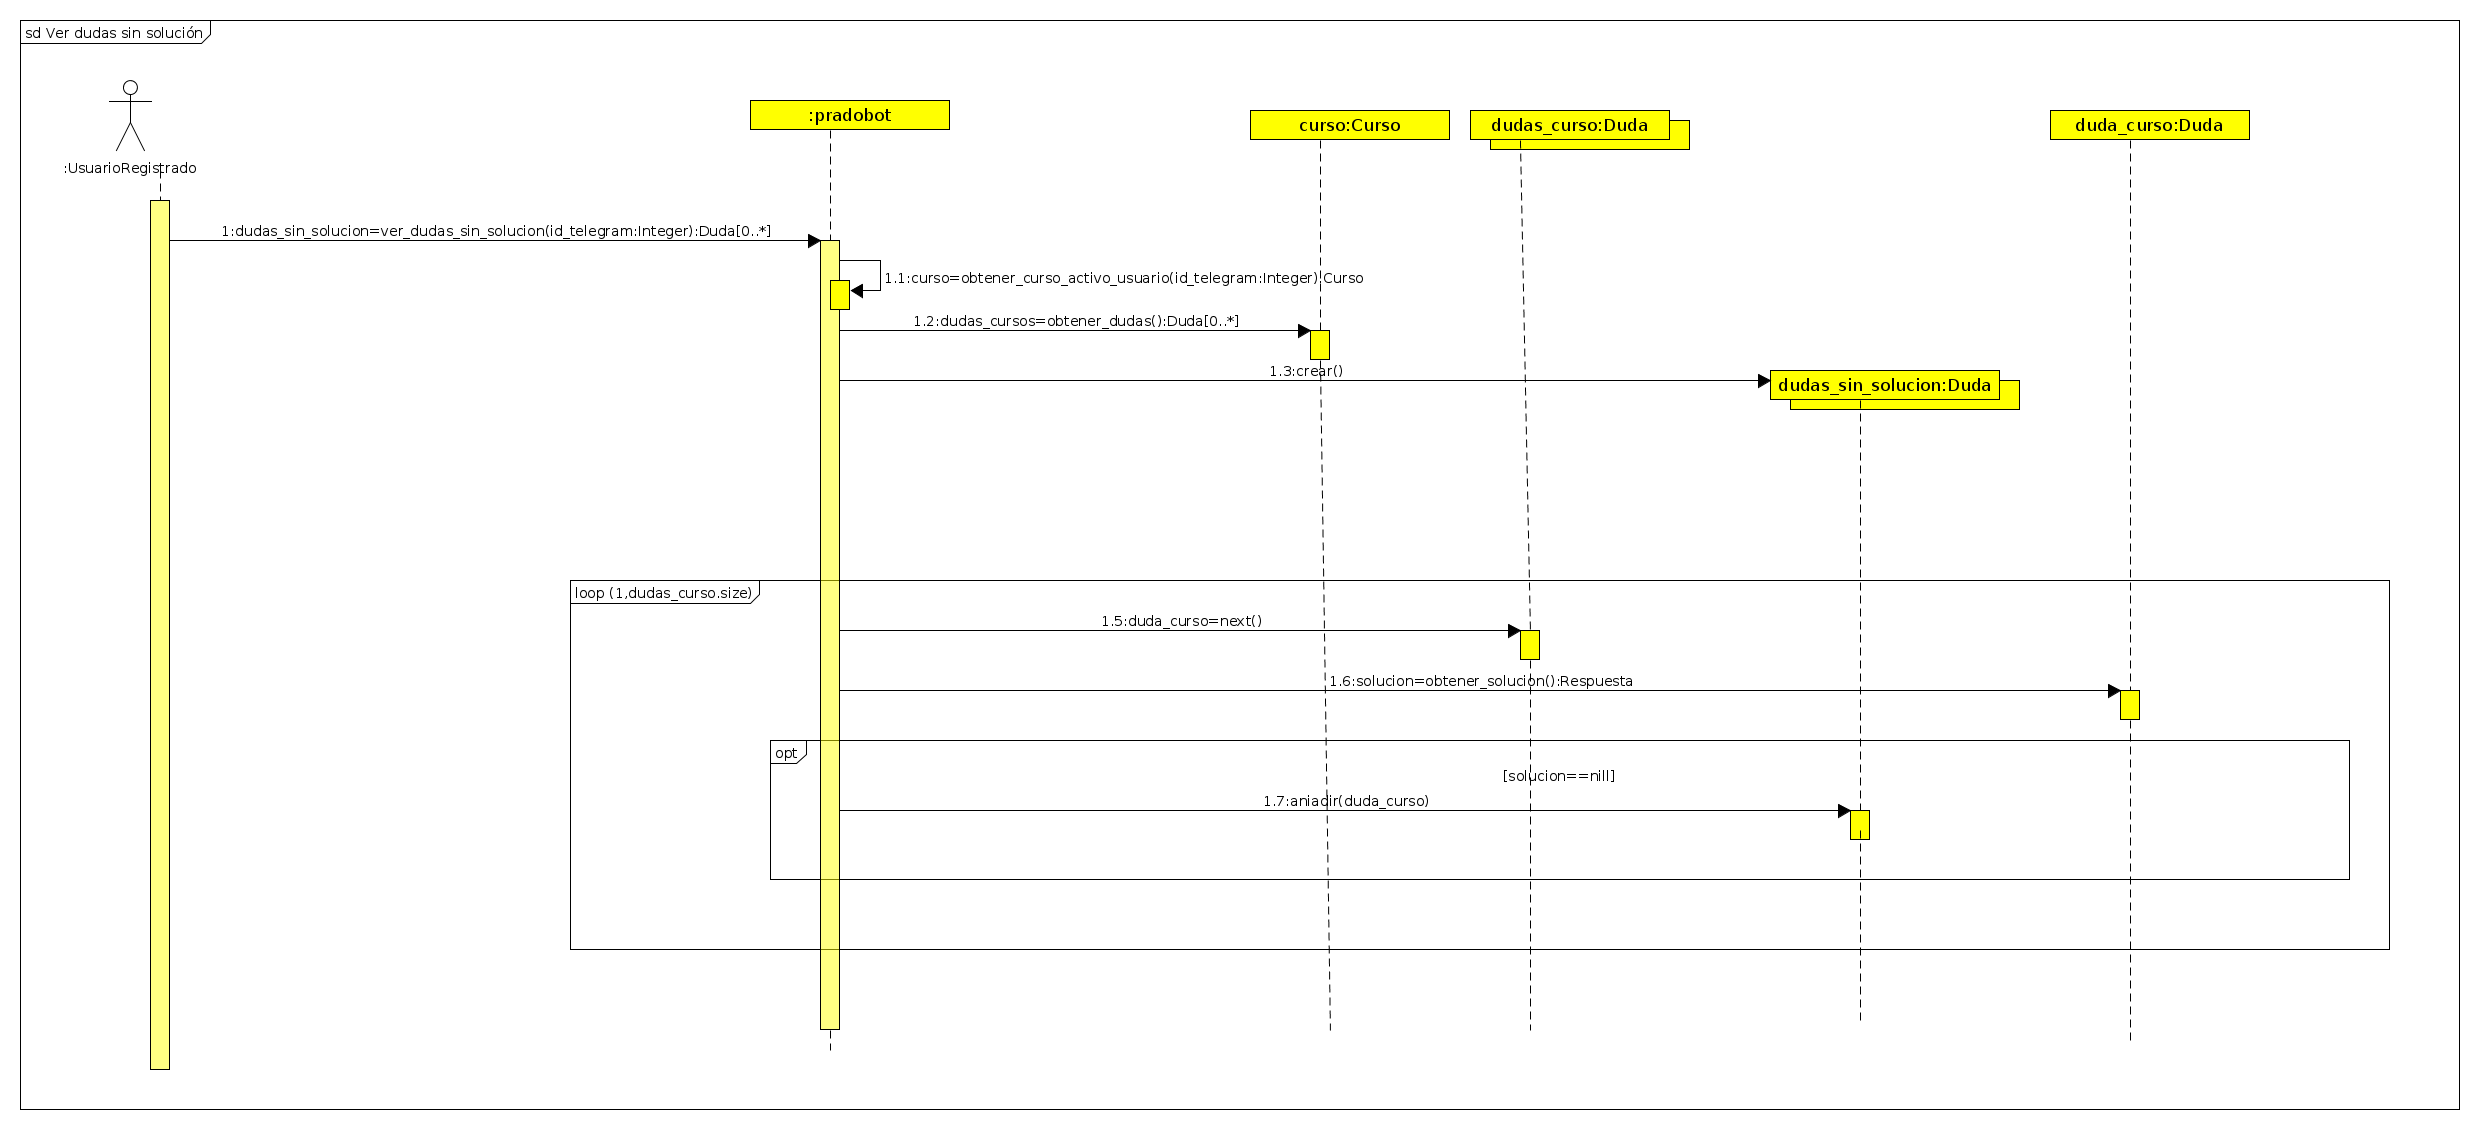 sd Ver dudas sin solución
:UsuarioRegistrado
:pradobot
curso:Curso
dudas_curso:Duda
duda_curso:Duda
1:dudas_sin_solucion=ver_dudas_sin_solucion(id_telegram:Integer):Duda[0..*]
1.1:curso=obtener_curso_activo_usuario(id_telegram:Integer):Curso
1.2:dudas_cursos=obtener_dudas():Duda[0..*]
1.3:crear()
dudas_sin_solucion:Duda
loop (1,dudas_curso.size)
1.5:duda_curso=next()
1.6:solucion=obtener_solucion():Respuesta
opt
[solucion==nill]
1.7:aniadir(duda_curso)